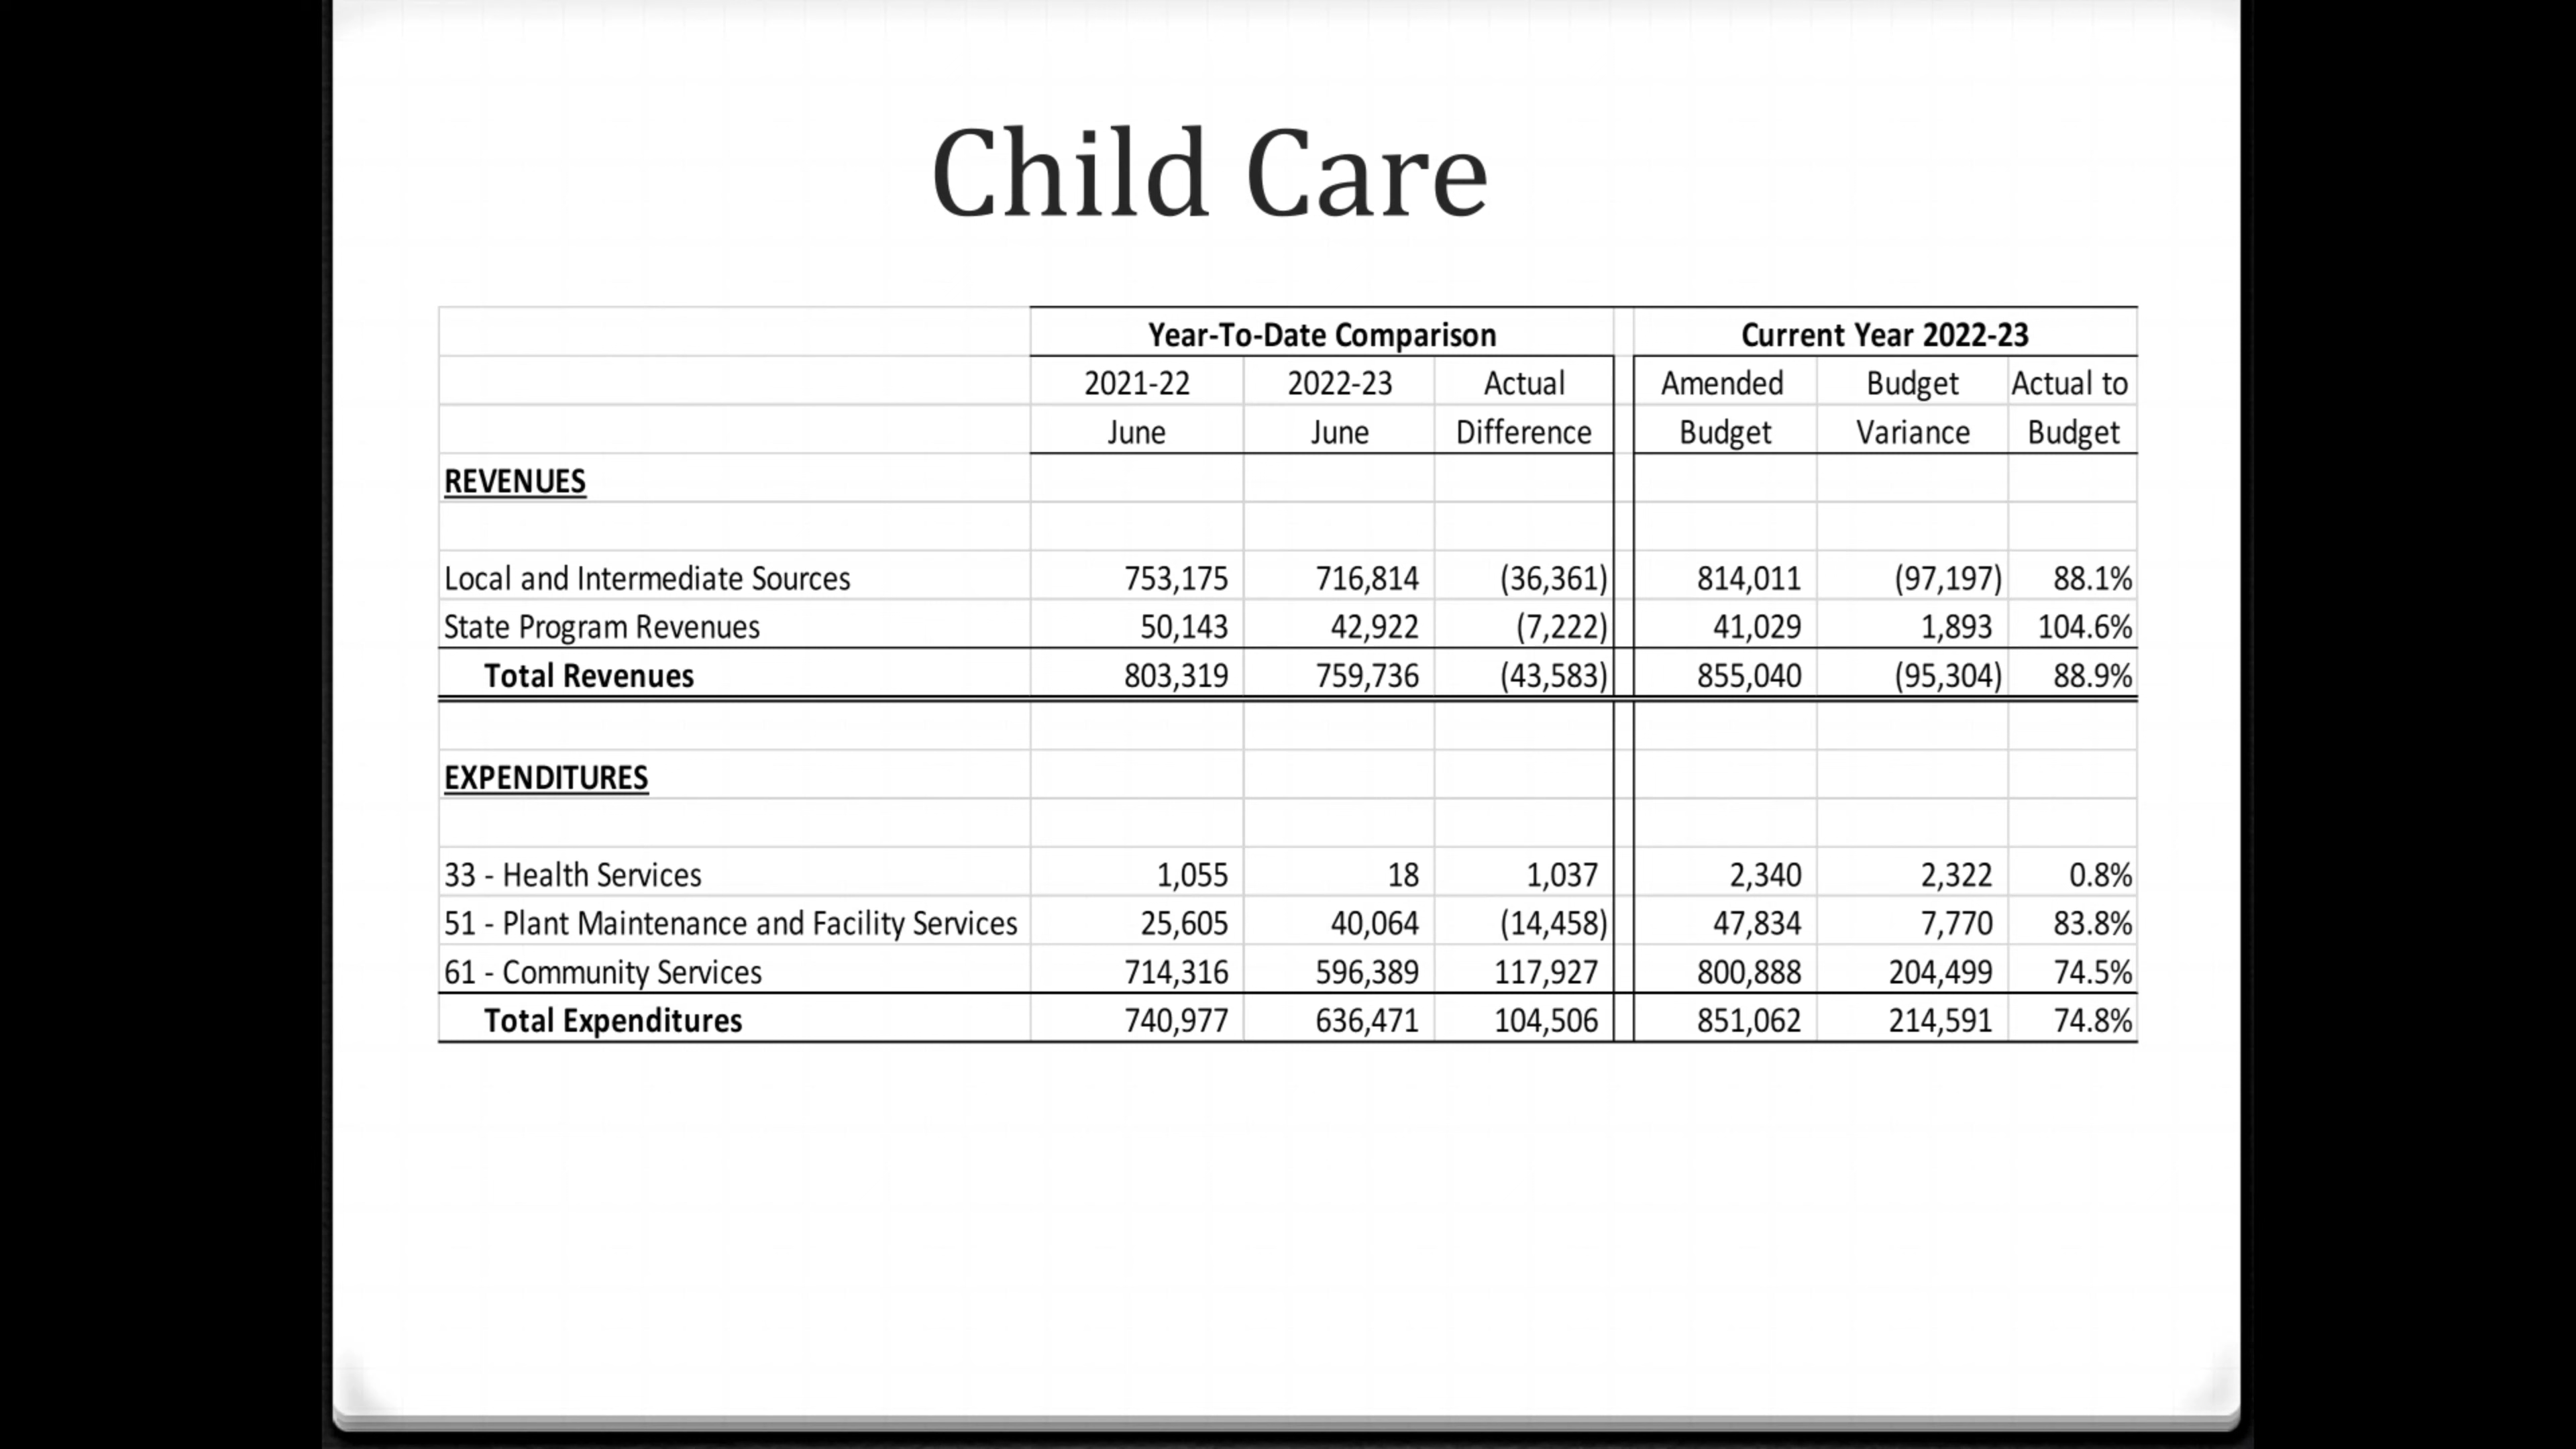 Child Care
Year-To-Date Comparison Current Year 2022-23
2021-22 2022-23 Actual Amended Budget Actual to
June June Difference Budget Variance Budget
REVENUES
Local and Intermediate Sources 753,175 716,814 (36,361) 814,011 (97,197) 88.1%
State Program Revenues 50,143 42,922 (7,222) 41,029 1,893 104.6%
Total Revenues 803,319 759,736 (43,583) 855,040 (95,304) 88.9%
EXPENDITURES
33 - Health Services 1,055 18 1,037 2,340 2,322 0.8%
51 - Plant Maintenance and Facility Services 25,605 40,064 (14,458) 47,834 7,770 83.8%
61 - Community Services 714,316 596,389 117,927 800,888 204,499 74.5%
Total Expenditures 740,977 636,471 104,506 851,062 214,591 74.8%